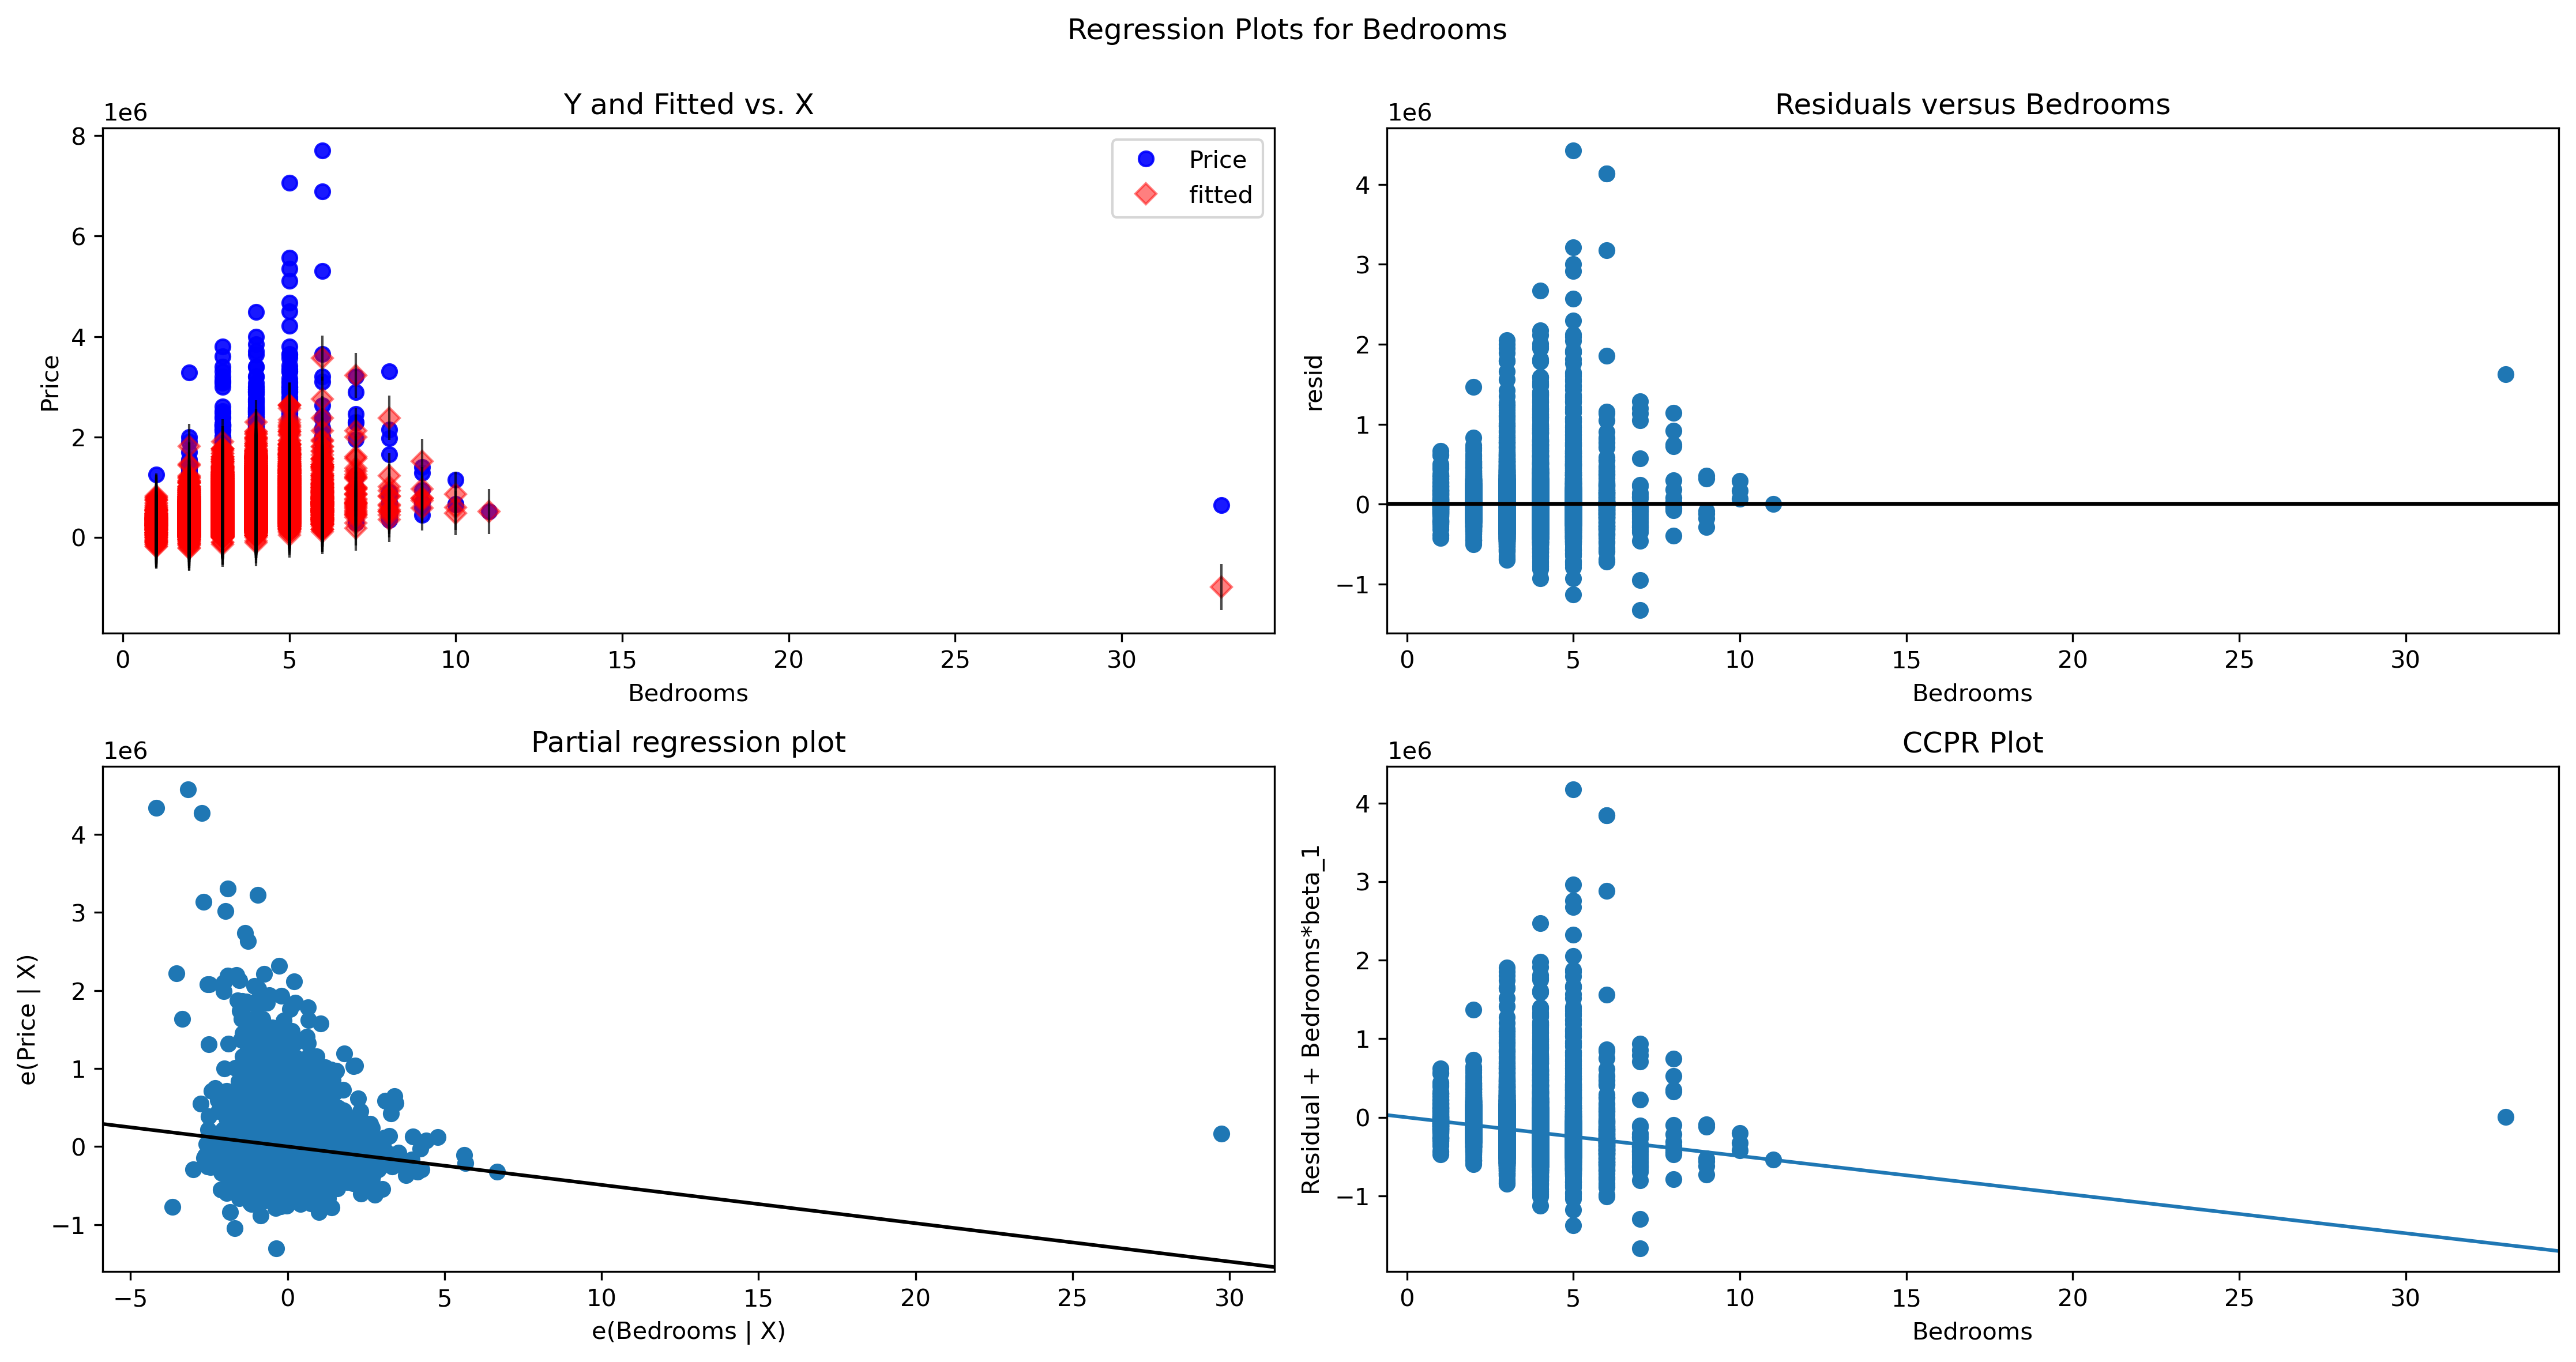 Regression Plots for Bedrooms
Y and Fitted vs. X
1e6
8
6
4
2
0
Price
Price
fitted
0 5 10 15 20 25 30
Bedrooms
Residuals versus Bedrooms
1e6
4
3
2
1
0
−1
resid
0 5 10 15 20 25 30
Bedrooms
Partial regression plot
1e6
4
3
2
1
0
−1
e(Price | X)
−5 0 5 10 15 20 25 30
e(Bedrooms | X)
CCPR Plot
1e6
4
3
2
1
0
−1
Residual + Bedrooms*beta_1
0 5 10 15 20 25 30
Bedrooms